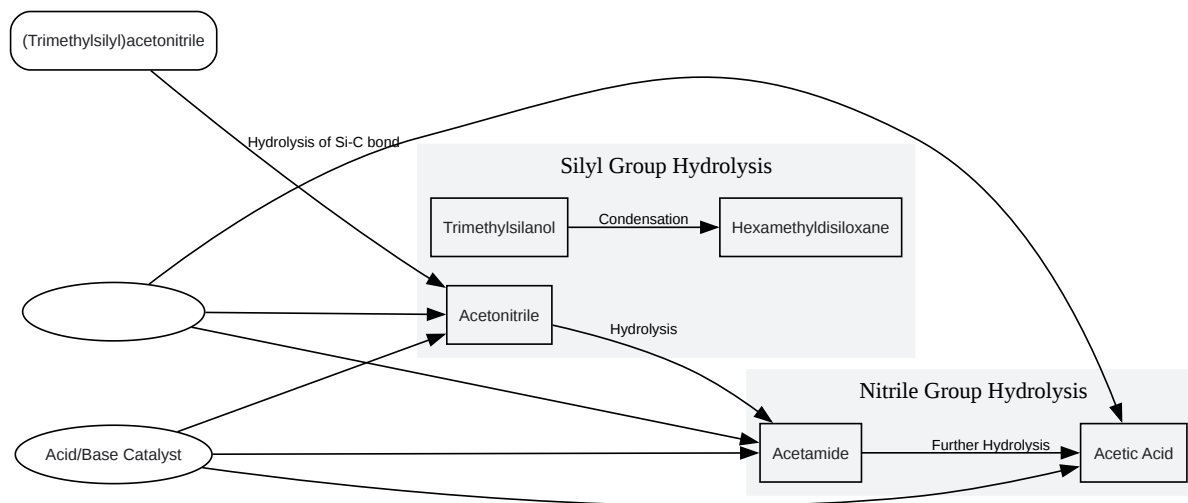 (Trimethylsilyl)acetonitrile
Hydrolysis of Si-C bond
Silyl Group Hydrolysis
Trimethylsilanol
Condensation
Hexamethyldisiloxane
Acetonitrile
Hydrolysis
Nitrile Group Hydrolysis
Acid/Base Catalyst
Acetamide
Further Hydrolysis
Acetic Acid